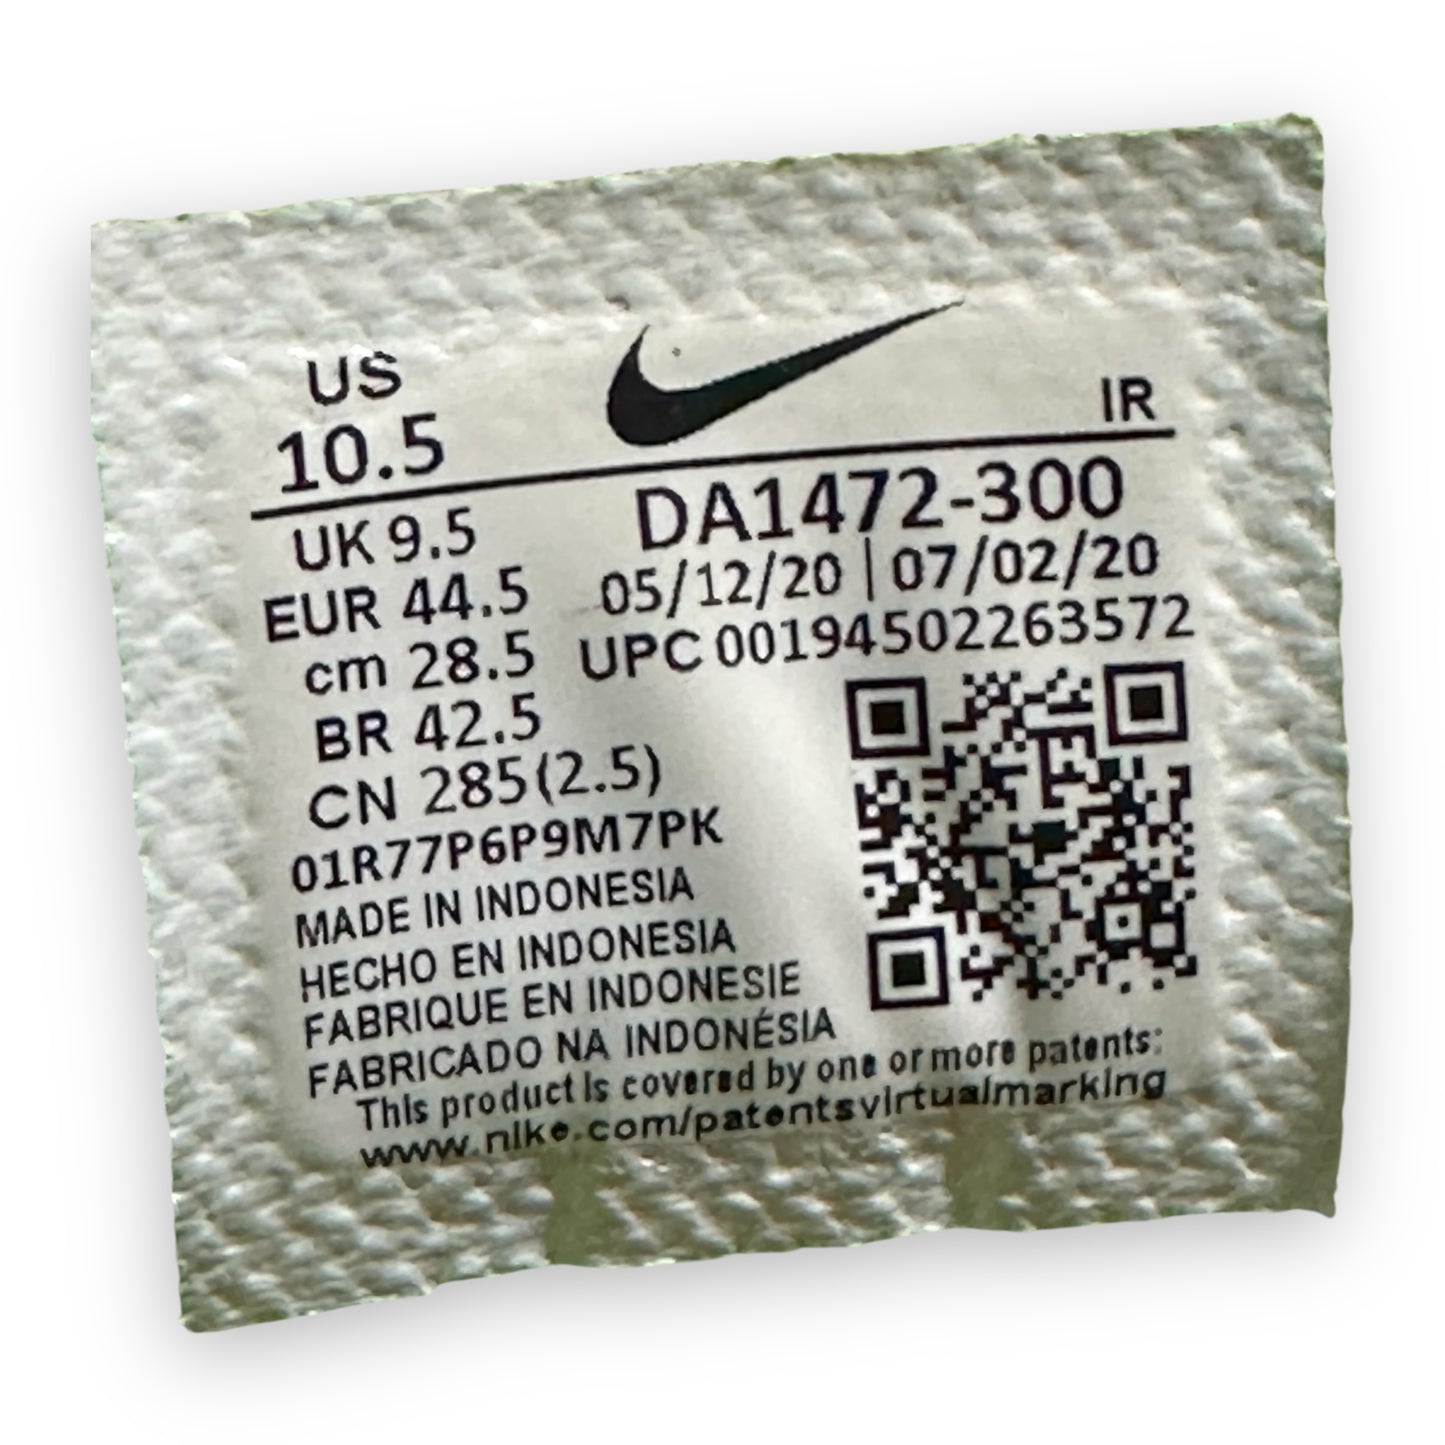 US
10.5
IR
UK 9.5
DA1472-300
EUR 44.5
05/12/20 | 07/02/20
cm 28.5
UPC 00194502263572
BR 42.5
CN 285(2.5)
01R77P6P9M7PK
MADE IN INDONESIA
HECHO EN INDONESIA
FABRIQUE EN INDONESIE
FABRICADO NA INDONÉSIA
This product is covered by one or more patents:
www.nike.com/patentsvirtualmarking